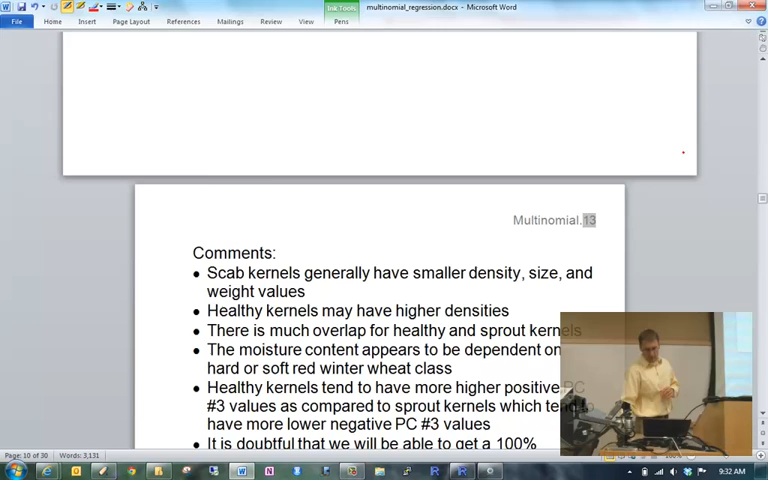 Ink Tools
multinomial_regression.docx - Microsoft Word
File Home Insert Page Layout References Mailings Review View Pens
Multinomial.13
Comments:
• Scab kernels generally have smaller density, size, and
weight values
• Healthy kernels may have higher densities
• There is much overlap for healthy and sprout kernels
• The moisture content appears to be dependent on
hard or soft red winter wheat class
• Healthy kernels tend to have more higher positive PC
#3 values as compared to sprout kernels which tend to
have more lower negative PC #3 values
• It is doubtful that we will be able to get a 100%
Page: 10 of 30 Words: 3,131
9:32 AM